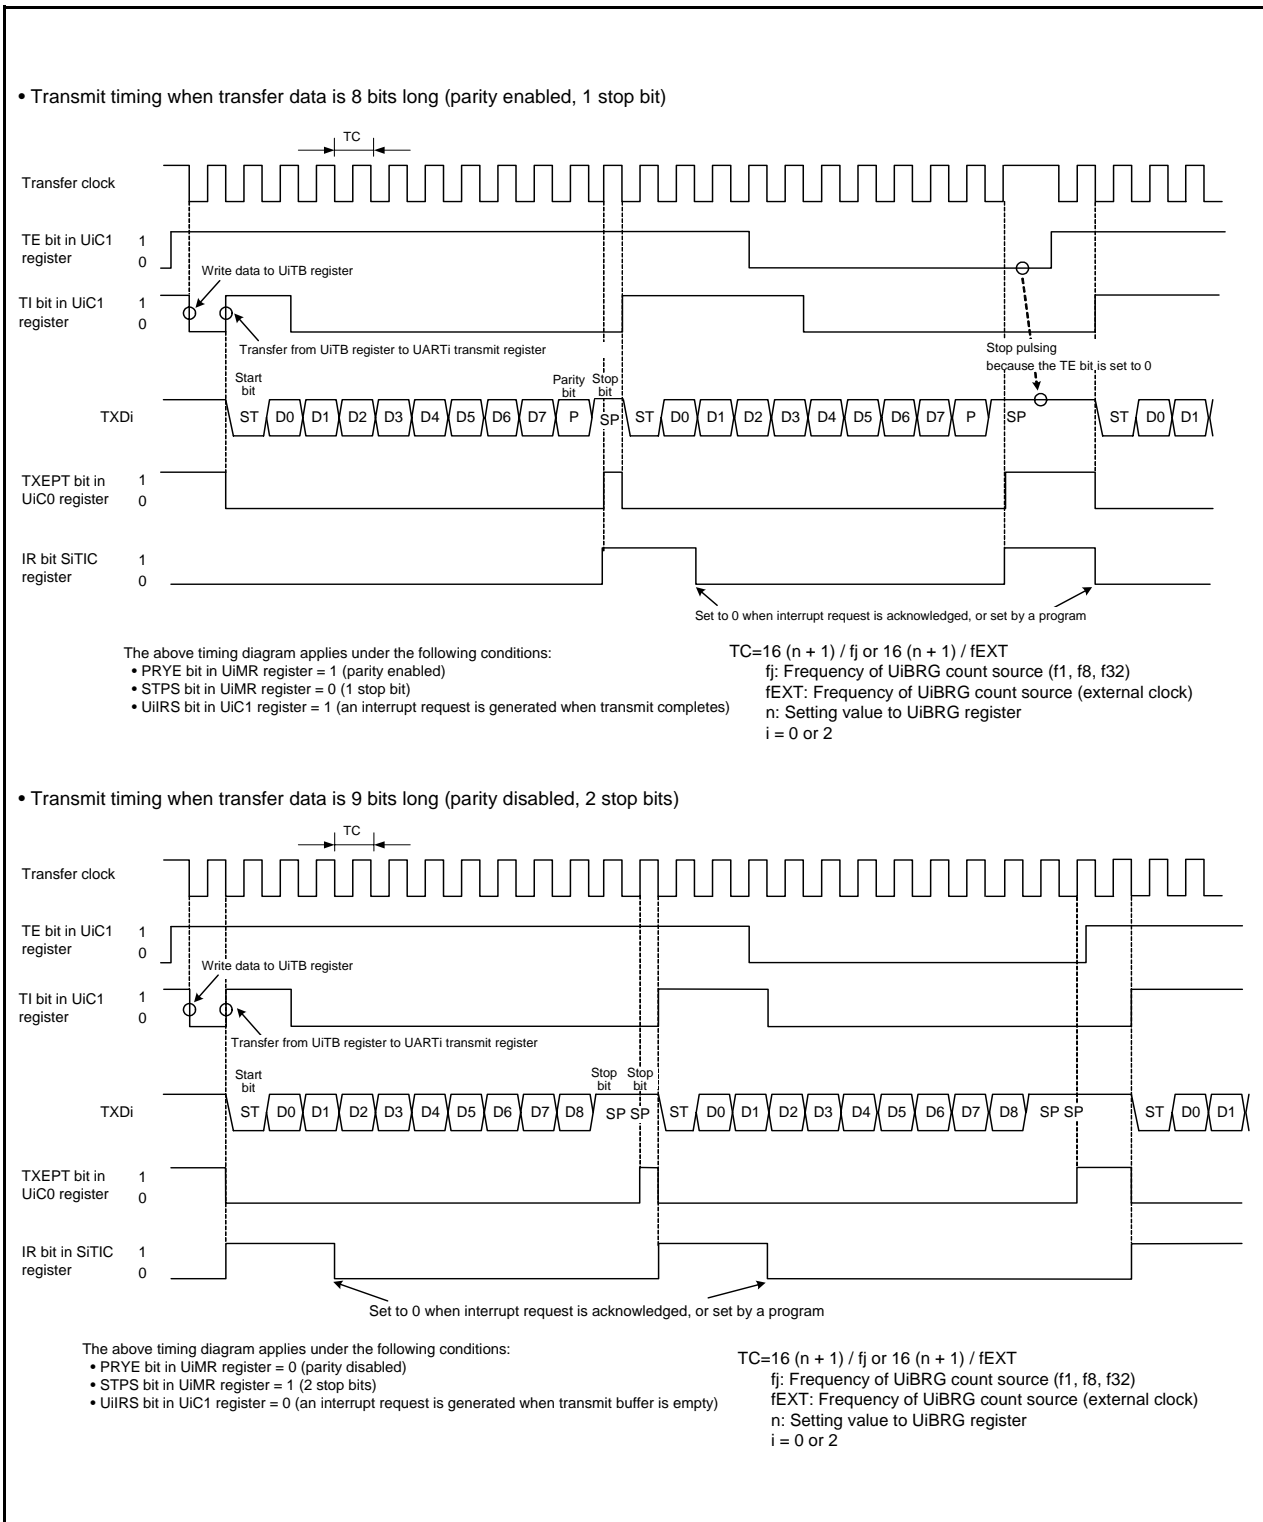 • Transmit timing when transfer data is 8 bits long (parity enabled, 1 stop bit)
TC
Transfer clock
TE bit in UiC1
register
1
0
Write data to UiTB register
TI bit in UiC1
register
1
0
Transfer from UiTB register to UARTi transmit register
Stop pulsing
because the TE bit is set to 0
Start
bit
Parity
bit
Stop
bit
TXDi
ST D0 D1 D2 D3 D4 D5 D6 D7 P SP ST D0 D1 D2 D3 D4 D5 D6 D7 P SP ST D0 D1
TXEPT bit in
UiC0 register
1
0
IR bit SiTIC
register
1
0
Set to 0 when interrupt request is acknowledged, or set by a program
The above timing diagram applies under the following conditions:
• PRYE bit in UiMR register = 1 (parity enabled)
• STPS bit in UiMR register = 0 (1 stop bit)
• UiIRS bit in UiC1 register = 1 (an interrupt request is generated when transmit completes)
TC=16 (n + 1) / fj or 16 (n + 1) / fEXT
fj: Frequency of UiBRG count source (f1, f8, f32)
fEXT: Frequency of UiBRG count source (external clock)
n: Setting value to UiBRG register
i = 0 or 2
• Transmit timing when transfer data is 9 bits long (parity disabled, 2 stop bits)
TC
Transfer clock
TE bit in UiC1
register
1
0
Write data to UiTB register
TI bit in UiC1
register
1
0
Transfer from UiTB register to UARTi transmit register
Start
bit
Stop
bit
Stop
bit
TXDi
ST D0 D1 D2 D3 D4 D5 D6 D7 D8 SP SP ST D0 D1 D2 D3 D4 D5 D6 D7 D8 SP SP ST D0 D1
TXEPT bit in
UiC0 register
1
0
IR bit in SiTIC
register
1
0
Set to 0 when interrupt request is acknowledged, or set by a program
The above timing diagram applies under the following conditions:
• PRYE bit in UiMR register = 0 (parity disabled)
• STPS bit in UiMR register = 1 (2 stop bits)
• UiIRS bit in UiC1 register = 0 (an interrupt request is generated when transmit buffer is empty)
TC=16 (n + 1) / fj or 16 (n + 1) / fEXT
fj: Frequency of UiBRG count source (f1, f8, f32)
fEXT: Frequency of UiBRG count source (external clock)
n: Setting value to UiBRG register
i = 0 or 2